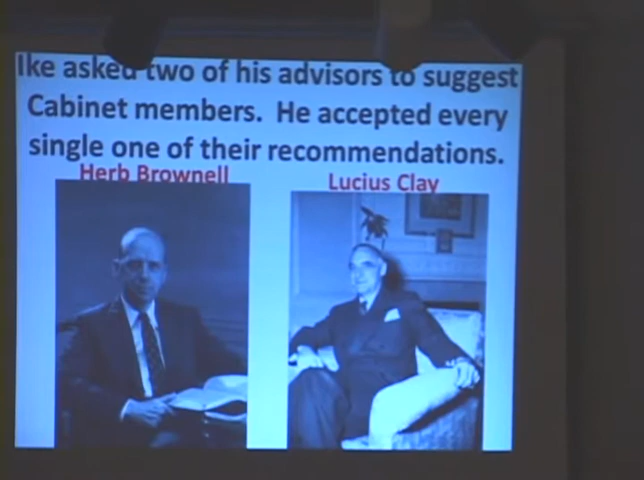 Ike asked two of his advisors to suggest
Cabinet members. He accepted every
single one of their recommendations.
Herb Brownell
Lucius Clay